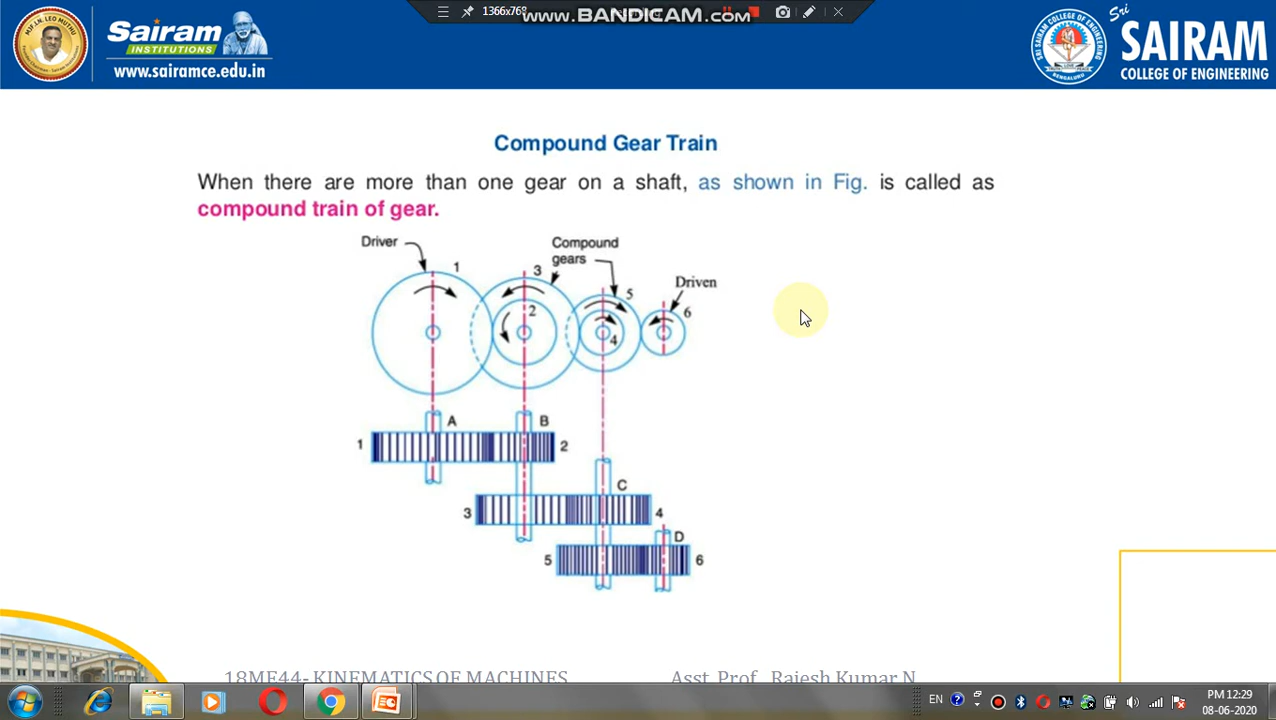 1366x768
www.BANDICAM.com
Sairam
INSTITUTIONS
www.sairamce.edu.in
Sri
SAIRAM
COLLEGE OF ENGINEERING
Compound Gear Train
When there are more than one gear on a shaft, as shown in Fig. is called as
compound train of gear.
Driver
Compound
gears
Driven
1
3
5
6
2
4
A
B
1
2
C
3
4
D
5
6
18ME44- KINEMATICS OF MACHINES
Asst. Prof. Rajesh Kumar N
EN
PM 12:29
08-06-2020